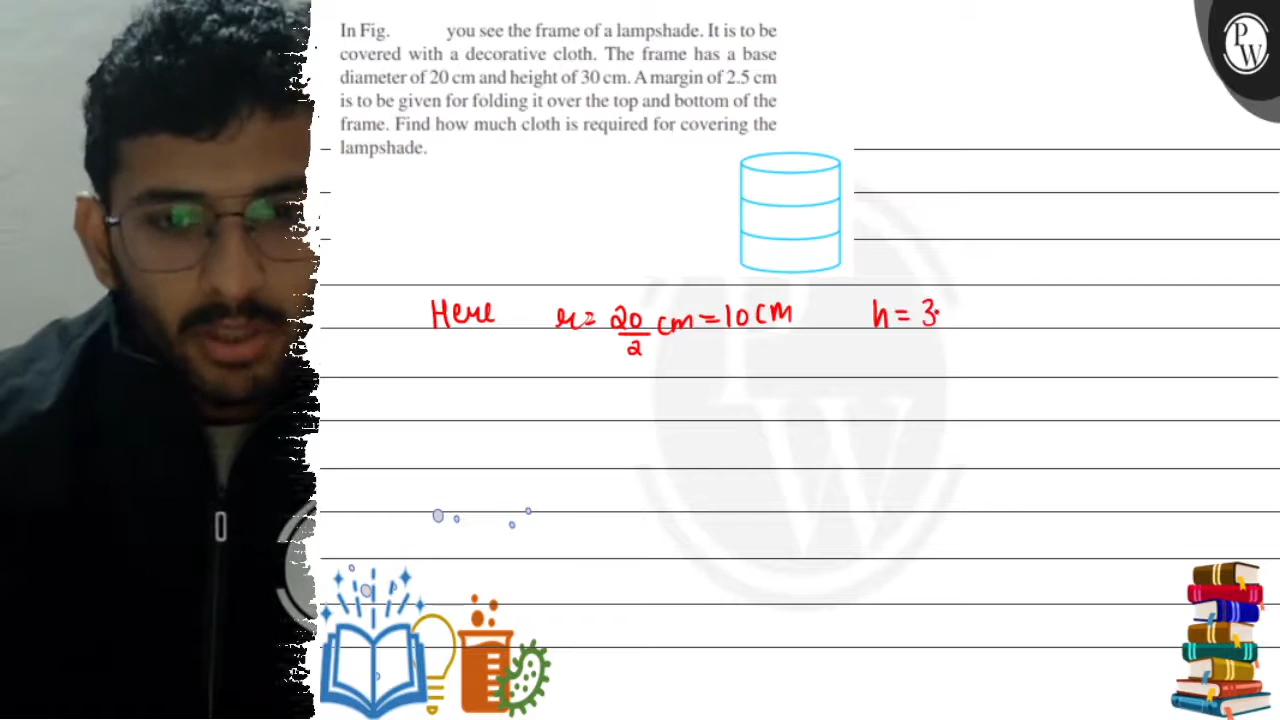 In Fig. you see the frame of a lampshade. It is to be
covered with a decorative cloth. The frame has a base
diameter of 20 cm and height of 30 cm. A margin of 2.5 cm
is to be given for folding it over the top and bottom of the
frame. Find how much cloth is required for covering the
lampshade.
Here r = 20/2 cm = 10 cm h = 3
P
W
PW